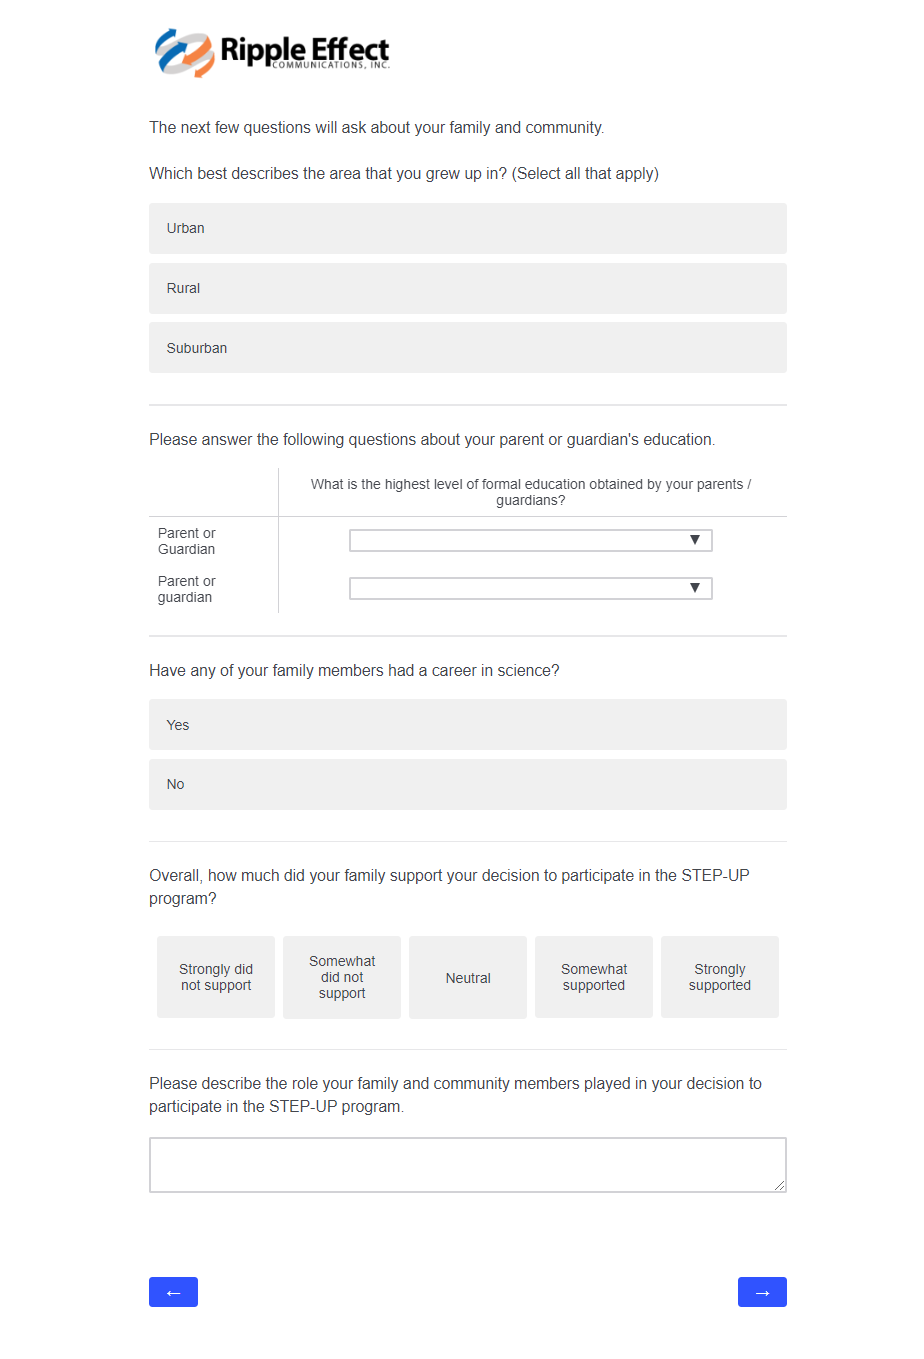 Ripple Effect
COMMUNICATIONS, INC.
The next few questions will ask about your family and community.
Which best describes the area that you grew up in? (Select all that apply)
Urban
Rural
Suburban
Please answer the following questions about your parent or guardian's education.
What is the highest level of formal education obtained by your parents /
guardians?
Parent or
Guardian
Parent or
guardian
Have any of your family members had a career in science?
Yes
No
Overall, how much did your family support your decision to participate in the STEP-UP
program?
Strongly did
not support
Somewhat
did not
support
Neutral
Somewhat
supported
Strongly
supported
Please describe the role your family and community members played in your decision to
participate in the STEP-UP program.
← →